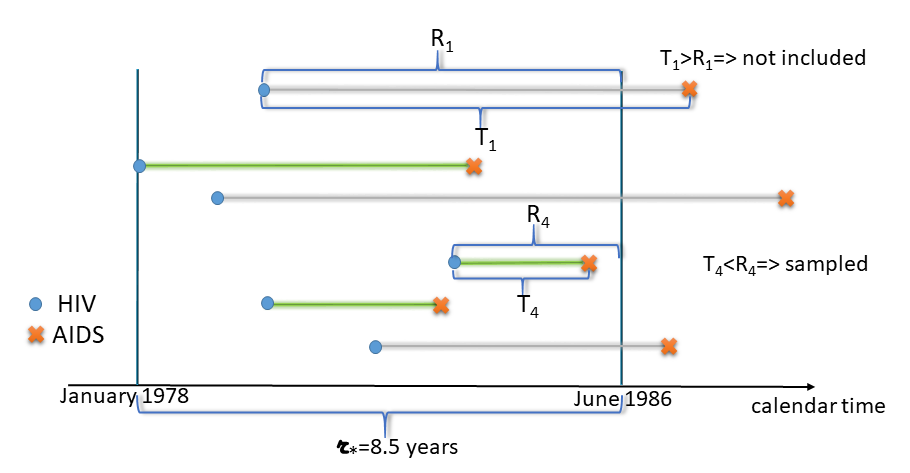 R₁
T₁>R₁=> not included
T₁
R₄
T₄<R₄=> sampled
T₄
HIV
AIDS
January 1978
June 1986
calendar time
𝝉*=8.5 years